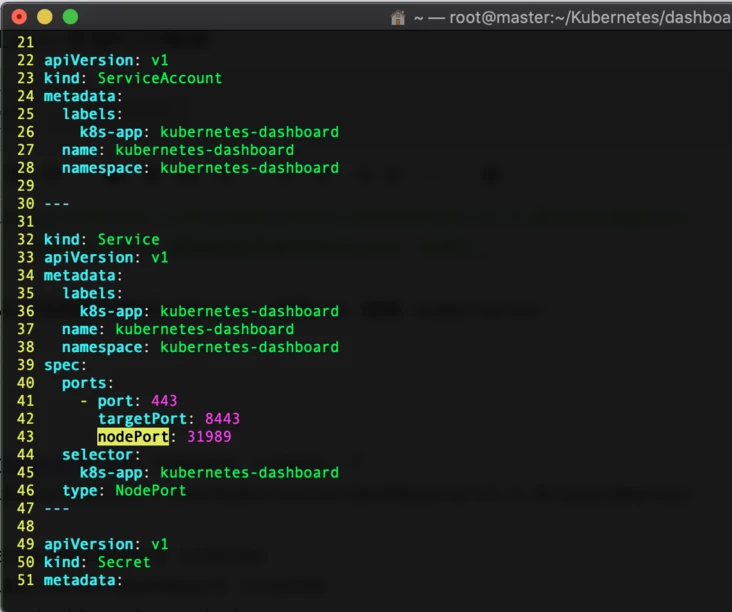 ~ — root@master:~/Kubernetes/dashboa
21
22 apiVersion: v1
23 kind: ServiceAccount
24 metadata:
25   labels:
26     k8s-app: kubernetes-dashboard
27   name: kubernetes-dashboard
28   namespace: kubernetes-dashboard
29
30 ---
31
32 kind: Service
33 apiVersion: v1
34 metadata:
35   labels:
36     k8s-app: kubernetes-dashboard
37   name: kubernetes-dashboard
38   namespace: kubernetes-dashboard
39 spec:
40   ports:
41     - port: 443
42       targetPort: 8443
43       nodePort: 31989
44   selector:
45     k8s-app: kubernetes-dashboard
46   type: NodePort
47 ---
48
49 apiVersion: v1
50 kind: Secret
51 metadata: